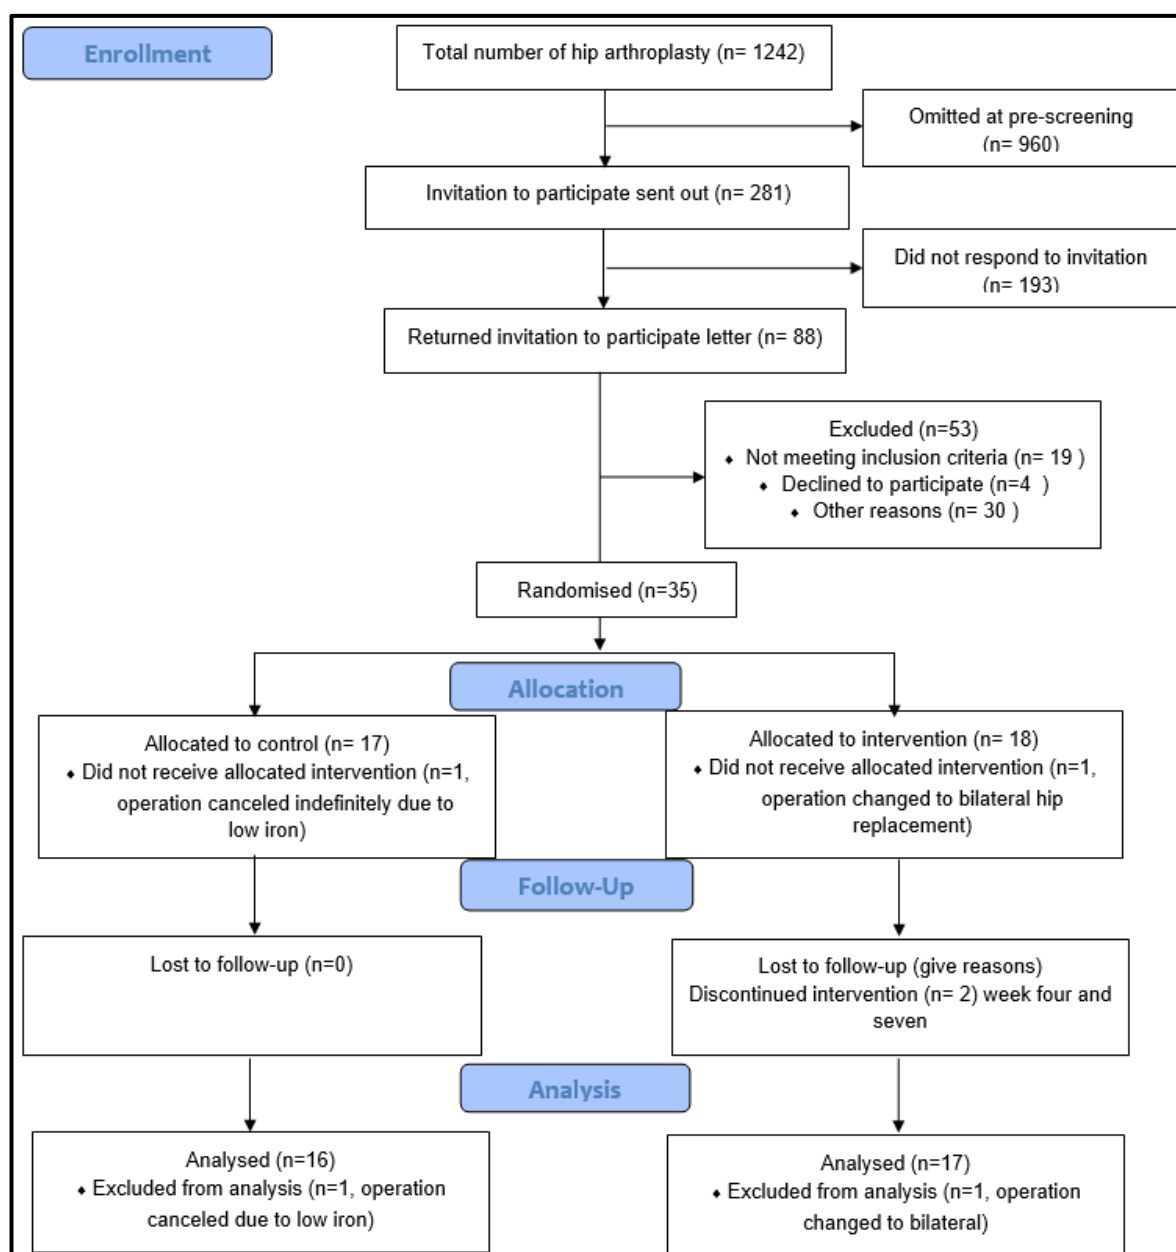 Enrollment
Total number of hip arthroplasty (n= 1242)
Omitted at pre-screening
(n= 960)
Invitation to participate sent out (n= 281)
Did not respond to invitation
(n= 193)
Returned invitation to participate letter (n= 88)
Excluded (n=53)
⬧ Not meeting inclusion criteria (n= 19 )
⬧ Declined to participate (n=4 )
⬧ Other reasons (n= 30 )
Randomised (n=35)
Allocation
Allocated to control (n= 17)
⬧ Did not receive allocated intervention (n=1,
operation canceled indefinitely due to
low iron)
Allocated to intervention (n= 18)
⬧ Did not receive allocated intervention (n=1,
operation changed to bilateral hip
replacement)
Follow-Up
Lost to follow-up (n=0)
Lost to follow-up (give reasons)
Discontinued intervention (n= 2) week four and
seven
Analysis
Analysed (n=16)
⬧ Excluded from analysis (n=1, operation
canceled due to low iron)
Analysed (n=17)
⬧ Excluded from analysis (n=1, operation
changed to bilateral)